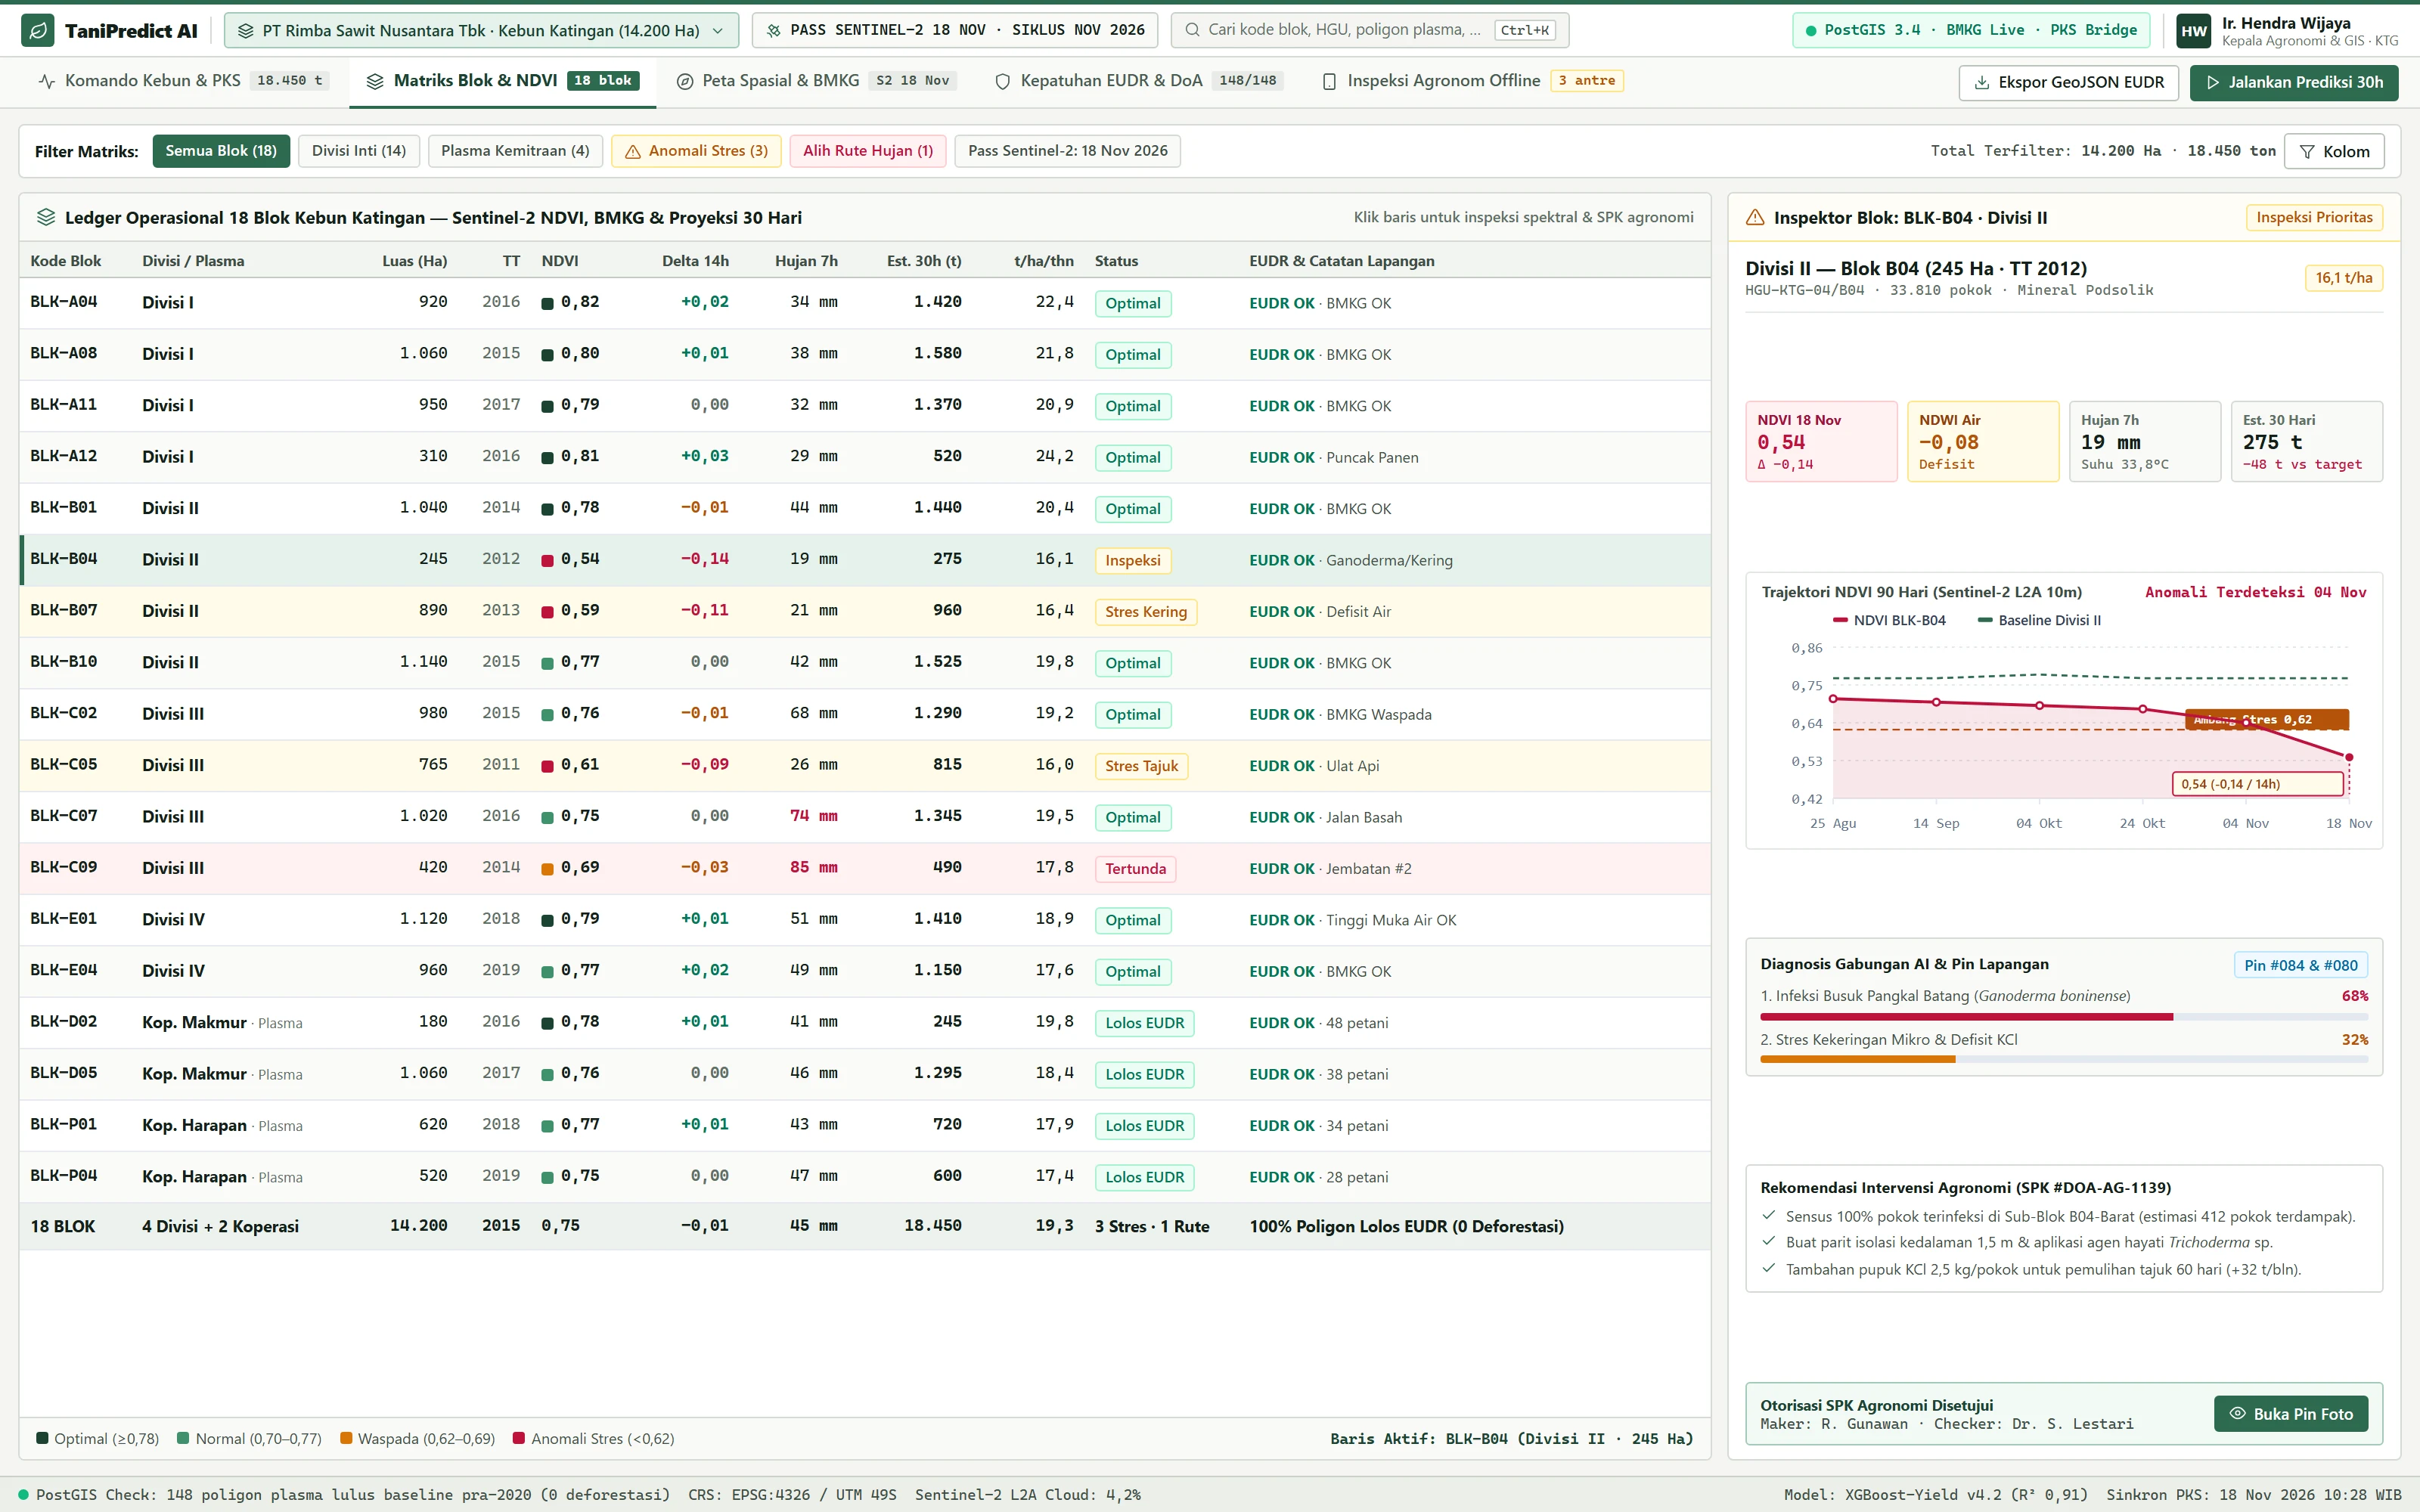 TaniPredict AI
PT Rimba Sawit Nusantara Tbk · Kebun Katingan (14.200 Ha)
PASS SENTINEL-2 18 NOV · SIKLUS NOV 2026
Cari kode blok, HGU, poligon plasma, ... Ctrl+K
PostGIS 3.4 · BMKG Live · PKS Bridge
HW
Ir. Hendra Wijaya
Kepala Agronomi & GIS · KTG
Komando Kebun & PKS 18.450 t
Matriks Blok & NDVI 18 blok
Peta Spasial & BMKG S2 18 Nov
Kepatuhan EUDR & DoA 148/148
Inspeksi Agronom Offline 3 antre
Ekspor GeoJSON EUDR
Jalankan Prediksi 30h
Filter Matriks: Semua Blok (18) Divisi Inti (14) Plasma Kemitraan (4) Anomali Stres (3) Alih Rute Hujan (1) Pass Sentinel-2: 18 Nov 2026
Total Terfilter: 14.200 Ha · 18.450 ton Kolom
Ledger Operasional 18 Blok Kebun Katingan — Sentinel-2 NDVI, BMKG & Proyeksi 30 Hari
Klik baris untuk inspeksi spektral & SPK agronomi
Kode Blok Divisi / Plasma Luas (Ha) TT NDVI Delta 14h Hujan 7h Est. 30h (t) t/ha/thn Status EUDR & Catatan Lapangan
BLK-A04 Divisi I 920 2016 0,82 +0,02 34 mm 1.420 22,4 Optimal EUDR OK · BMKG OK
BLK-A08 Divisi I 1.060 2015 0,80 +0,01 38 mm 1.580 21,8 Optimal EUDR OK · BMKG OK
BLK-A11 Divisi I 950 2017 0,79 0,00 32 mm 1.370 20,9 Optimal EUDR OK · BMKG OK
BLK-A12 Divisi I 310 2016 0,81 +0,03 29 mm 520 24,2 Optimal EUDR OK · Puncak Panen
BLK-B01 Divisi II 1.040 2014 0,78 −0,01 44 mm 1.440 20,4 Optimal EUDR OK · BMKG OK
BLK-B04 Divisi II 245 2012 0,54 −0,14 19 mm 275 16,1 Inspeksi EUDR OK · Ganoderma/Kering
BLK-B07 Divisi II 890 2013 0,59 −0,11 21 mm 960 16,4 Stres Kering EUDR OK · Defisit Air
BLK-B10 Divisi II 1.140 2015 0,77 0,00 42 mm 1.525 19,8 Optimal EUDR OK · BMKG OK
BLK-C02 Divisi III 980 2015 0,76 −0,01 68 mm 1.290 19,2 Optimal EUDR OK · BMKG Waspada
BLK-C05 Divisi III 765 2011 0,61 −0,09 26 mm 815 16,0 Stres Tajuk EUDR OK · Ulat Api
BLK-C07 Divisi III 1.020 2016 0,75 0,00 74 mm 1.345 19,5 Optimal EUDR OK · Jalan Basah
BLK-C09 Divisi III 420 2014 0,69 −0,03 85 mm 490 17,8 Tertunda EUDR OK · Jembatan #2
BLK-E01 Divisi IV 1.120 2018 0,79 +0,01 51 mm 1.410 18,9 Optimal EUDR OK · Tinggi Muka Air OK
BLK-E04 Divisi IV 960 2019 0,77 +0,02 49 mm 1.150 17,6 Optimal EUDR OK · BMKG OK
BLK-D02 Kop. Makmur · Plasma 180 2016 0,78 +0,01 41 mm 245 19,8 Lolos EUDR EUDR OK · 48 petani
BLK-D05 Kop. Makmur · Plasma 1.060 2017 0,76 0,00 46 mm 1.295 18,4 Lolos EUDR EUDR OK · 38 petani
BLK-P01 Kop. Harapan · Plasma 620 2018 0,77 +0,01 43 mm 720 17,9 Lolos EUDR EUDR OK · 34 petani
BLK-P04 Kop. Harapan · Plasma 520 2019 0,75 0,00 47 mm 600 17,4 Lolos EUDR EUDR OK · 28 petani
18 BLOK 4 Divisi + 2 Koperasi 14.200 2015 0,75 −0,01 45 mm 18.450 19,3 3 Stres · 1 Rute 100% Poligon Lolos EUDR (0 Deforestasi)
Optimal (≥0,78) Normal (0,70–0,77) Waspada (0,62–0,69) Anomali Stres (<0,62)
Baris Aktif: BLK-B04 (Divisi II · 245 Ha)
Inspektor Blok: BLK-B04 · Divisi II Inspeksi Prioritas
Divisi II — Blok B04 (245 Ha · TT 2012)
HGU-KTG-04/B04 · 33.810 pokok · Mineral Podsolik
16,1 t/ha
NDVI 18 Nov
0,54
Δ −0,14
NDWI Air
−0,08
Defisit
Hujan 7h
19 mm
Suhu 33,8°C
Est. 30 Hari
275 t
−48 t vs target
Trajektori NDVI 90 Hari (Sentinel-2 L2A 10m) Anomali Terdeteksi 04 Nov
NDVI BLK-B04 Baseline Divisi II
0,86
0,75
0,64
0,53
0,42
Ambang Stres 0,62
0,54 (-0,14 / 14h)
25 Agu 14 Sep 04 Okt 24 Okt 04 Nov 18 Nov
Diagnosis Gabungan AI & Pin Lapangan Pin #084 & #080
1. Infeksi Busuk Pangkal Batang (Ganoderma boninense) 68%
2. Stres Kekeringan Mikro & Defisit KCl 32%
Rekomendasi Intervensi Agronomi (SPK #DOA-AG-1139)
Sensus 100% pokok terinfeksi di Sub-Blok B04-Barat (estimasi 412 pokok terdampak).
Buat parit isolasi kedalaman 1,5 m & aplikasi agen hayati Trichoderma sp.
Tambahan pupuk KCl 2,5 kg/pokok untuk pemulihan tajuk 60 hari (+32 t/bln).
Otorisasi SPK Agronomi Disetujui
Maker: R. Gunawan · Checker: Dr. S. Lestari
Buka Pin Foto
PostGIS Check: 148 poligon plasma lulus baseline pra-2020 (0 deforestasi) CRS: EPSG:4326 / UTM 49S Sentinel-2 L2A Cloud: 4,2%
Model: XGBoost-Yield v4.2 (R² 0,91) Sinkron PKS: 18 Nov 2026 10:28 WIB